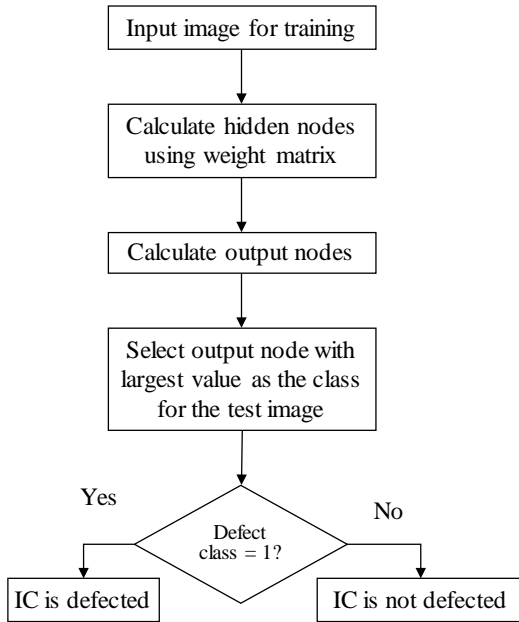 Input image for training
Calculate hidden nodes
using weight matrix
Calculate output nodes
Select output node with
largest value as the class
for the test image
Yes
No
Defect
class = 1?
IC is defected
IC is not defected